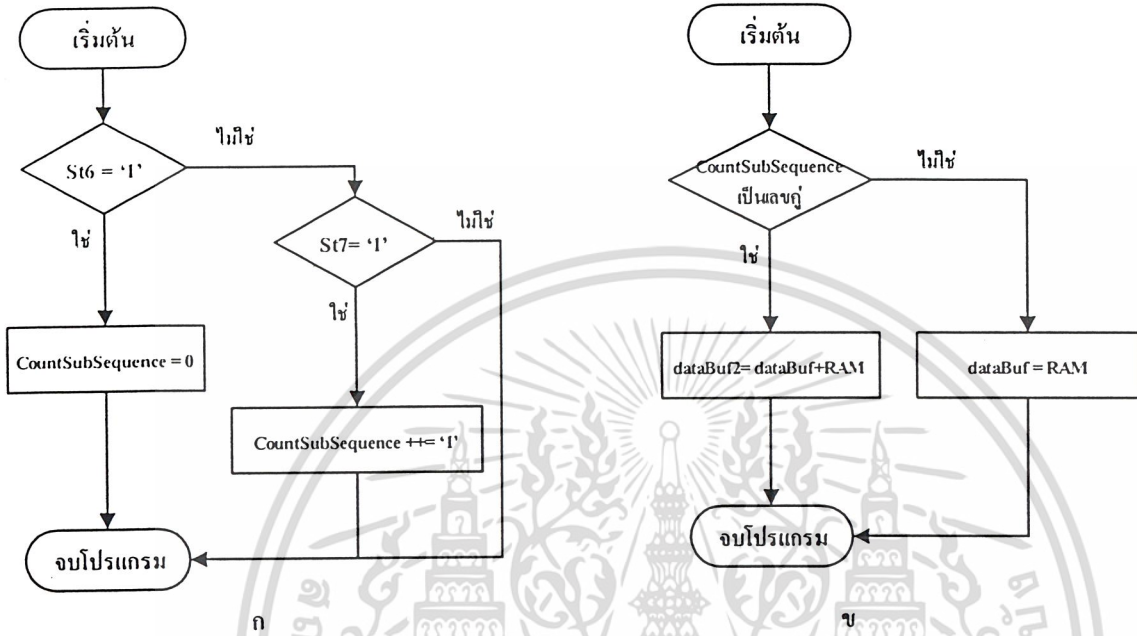 เริ่มต้น
St6 = ‘1’
ไม่ใช่
ใช่
St7= ‘1’
ไม่ใช่
ใช่
CountSubSequence = 0
CountSubSequence ++= ‘1’
จบโปรแกรม
ก
เริ่มต้น
CountSubSequence
เป็นเลขคู่
ไม่ใช่
ใช่
dataBuf2= dataBuf+RAM
dataBuf = RAM
จบโปรแกรม
ข